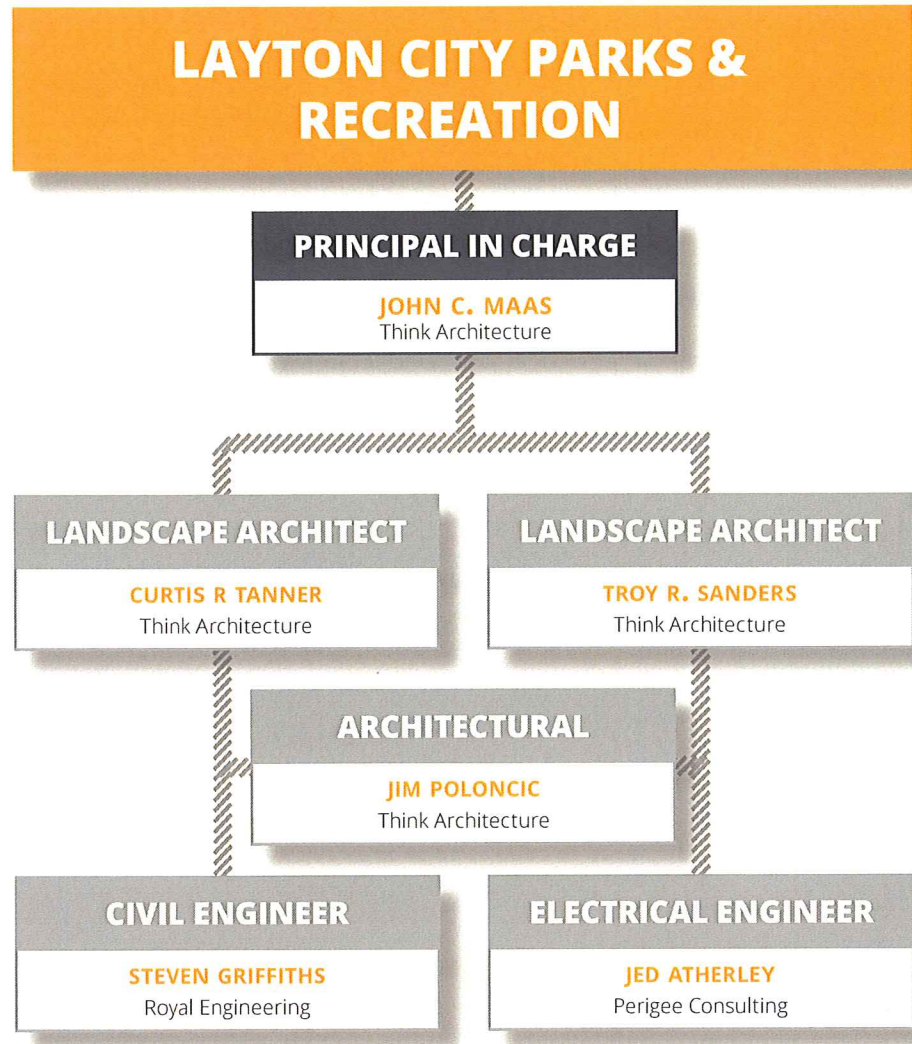 LAYTON CITY PARKS &
RECREATION
PRINCIPAL IN CHARGE
JOHN C. MAAS
Think Architecture
LANDSCAPE ARCHITECT
CURTIS R TANNER
Think Architecture
LANDSCAPE ARCHITECT
TROY R. SANDERS
Think Architecture
ARCHITECTURAL
JIM POLONCIC
Think Architecture
CIVIL ENGINEER
STEVEN GRIFFITHS
Royal Engineering
ELECTRICAL ENGINEER
JED ATHERLEY
Perigee Consulting